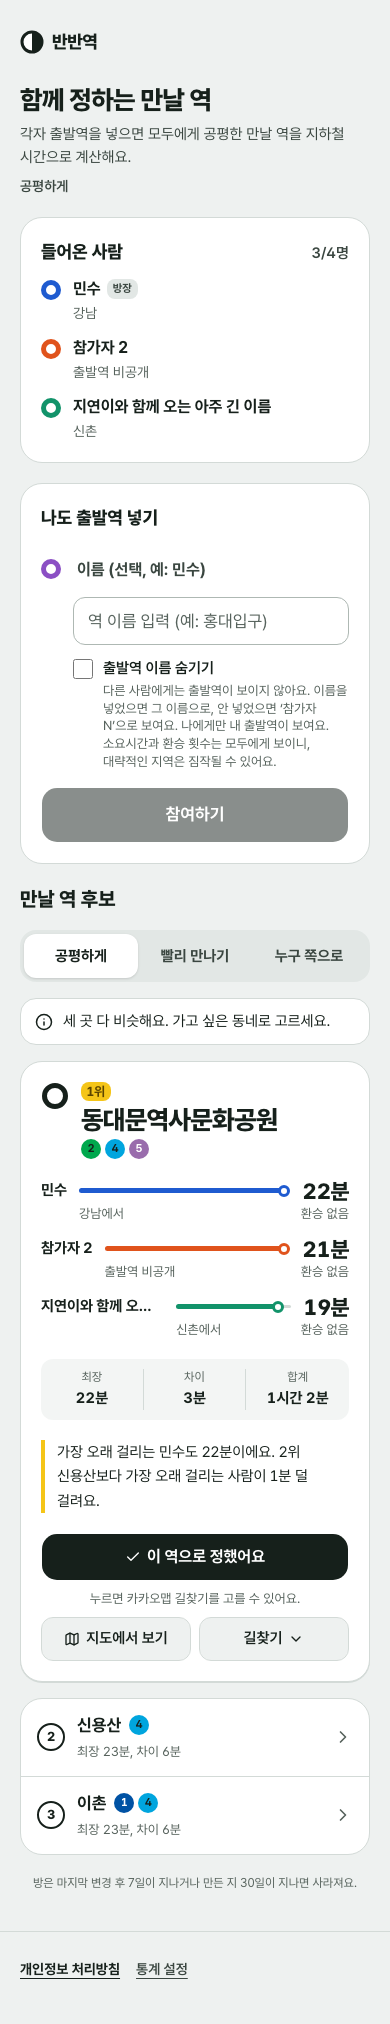 반반역
함께 정하는 만날 역
각자 출발역을 넣으면 모두에게 공평한 만날 역을 지하철
시간으로 계산해요.
공평하게
들어온 사람
3/4명
민수 방장
강남
참가자 2
출발역 비공개
지연이와 함께 오는 아주 긴 이름
신촌
나도 출발역 넣기
이름 (선택, 예: 민수)
역 이름 입력 (예: 홍대입구)
출발역 이름 숨기기
다른 사람에게는 출발역이 보이지 않아요. 이름을
넣었으면 그 이름으로, 안 넣었으면 ‘참가자
N’으로 보여요. 나에게만 내 출발역이 보여요.
소요시간과 환승 횟수는 모두에게 보이니,
대략적인 지역은 짐작될 수 있어요.
참여하기
만날 역 후보
공평하게 빨리 만나기 누구 쪽으로
세 곳 다 비슷해요. 가고 싶은 동네로 고르세요.
1위
동대문역사문화공원
2 4 5
민수 22분
강남에서 환승 없음
참가자 2 21분
출발역 비공개 환승 없음
지연이와 함께 오... 19분
신촌에서 환승 없음
최장 차이 합계
22분 3분 1시간 2분
가장 오래 걸리는 민수도 22분이에요. 2위
신용산보다 가장 오래 걸리는 사람이 1분 덜
걸려요.
이 역으로 정했어요
누르면 카카오맵 길찾기를 고를 수 있어요.
지도에서 보기 길찾기
2 신용산 4
최장 23분, 차이 6분
3 이촌 1 4
최장 23분, 차이 6분
방은 마지막 변경 후 7일이 지나거나 만든 지 30일이 지나면 사라져요.
개인정보 처리방침 통계 설정